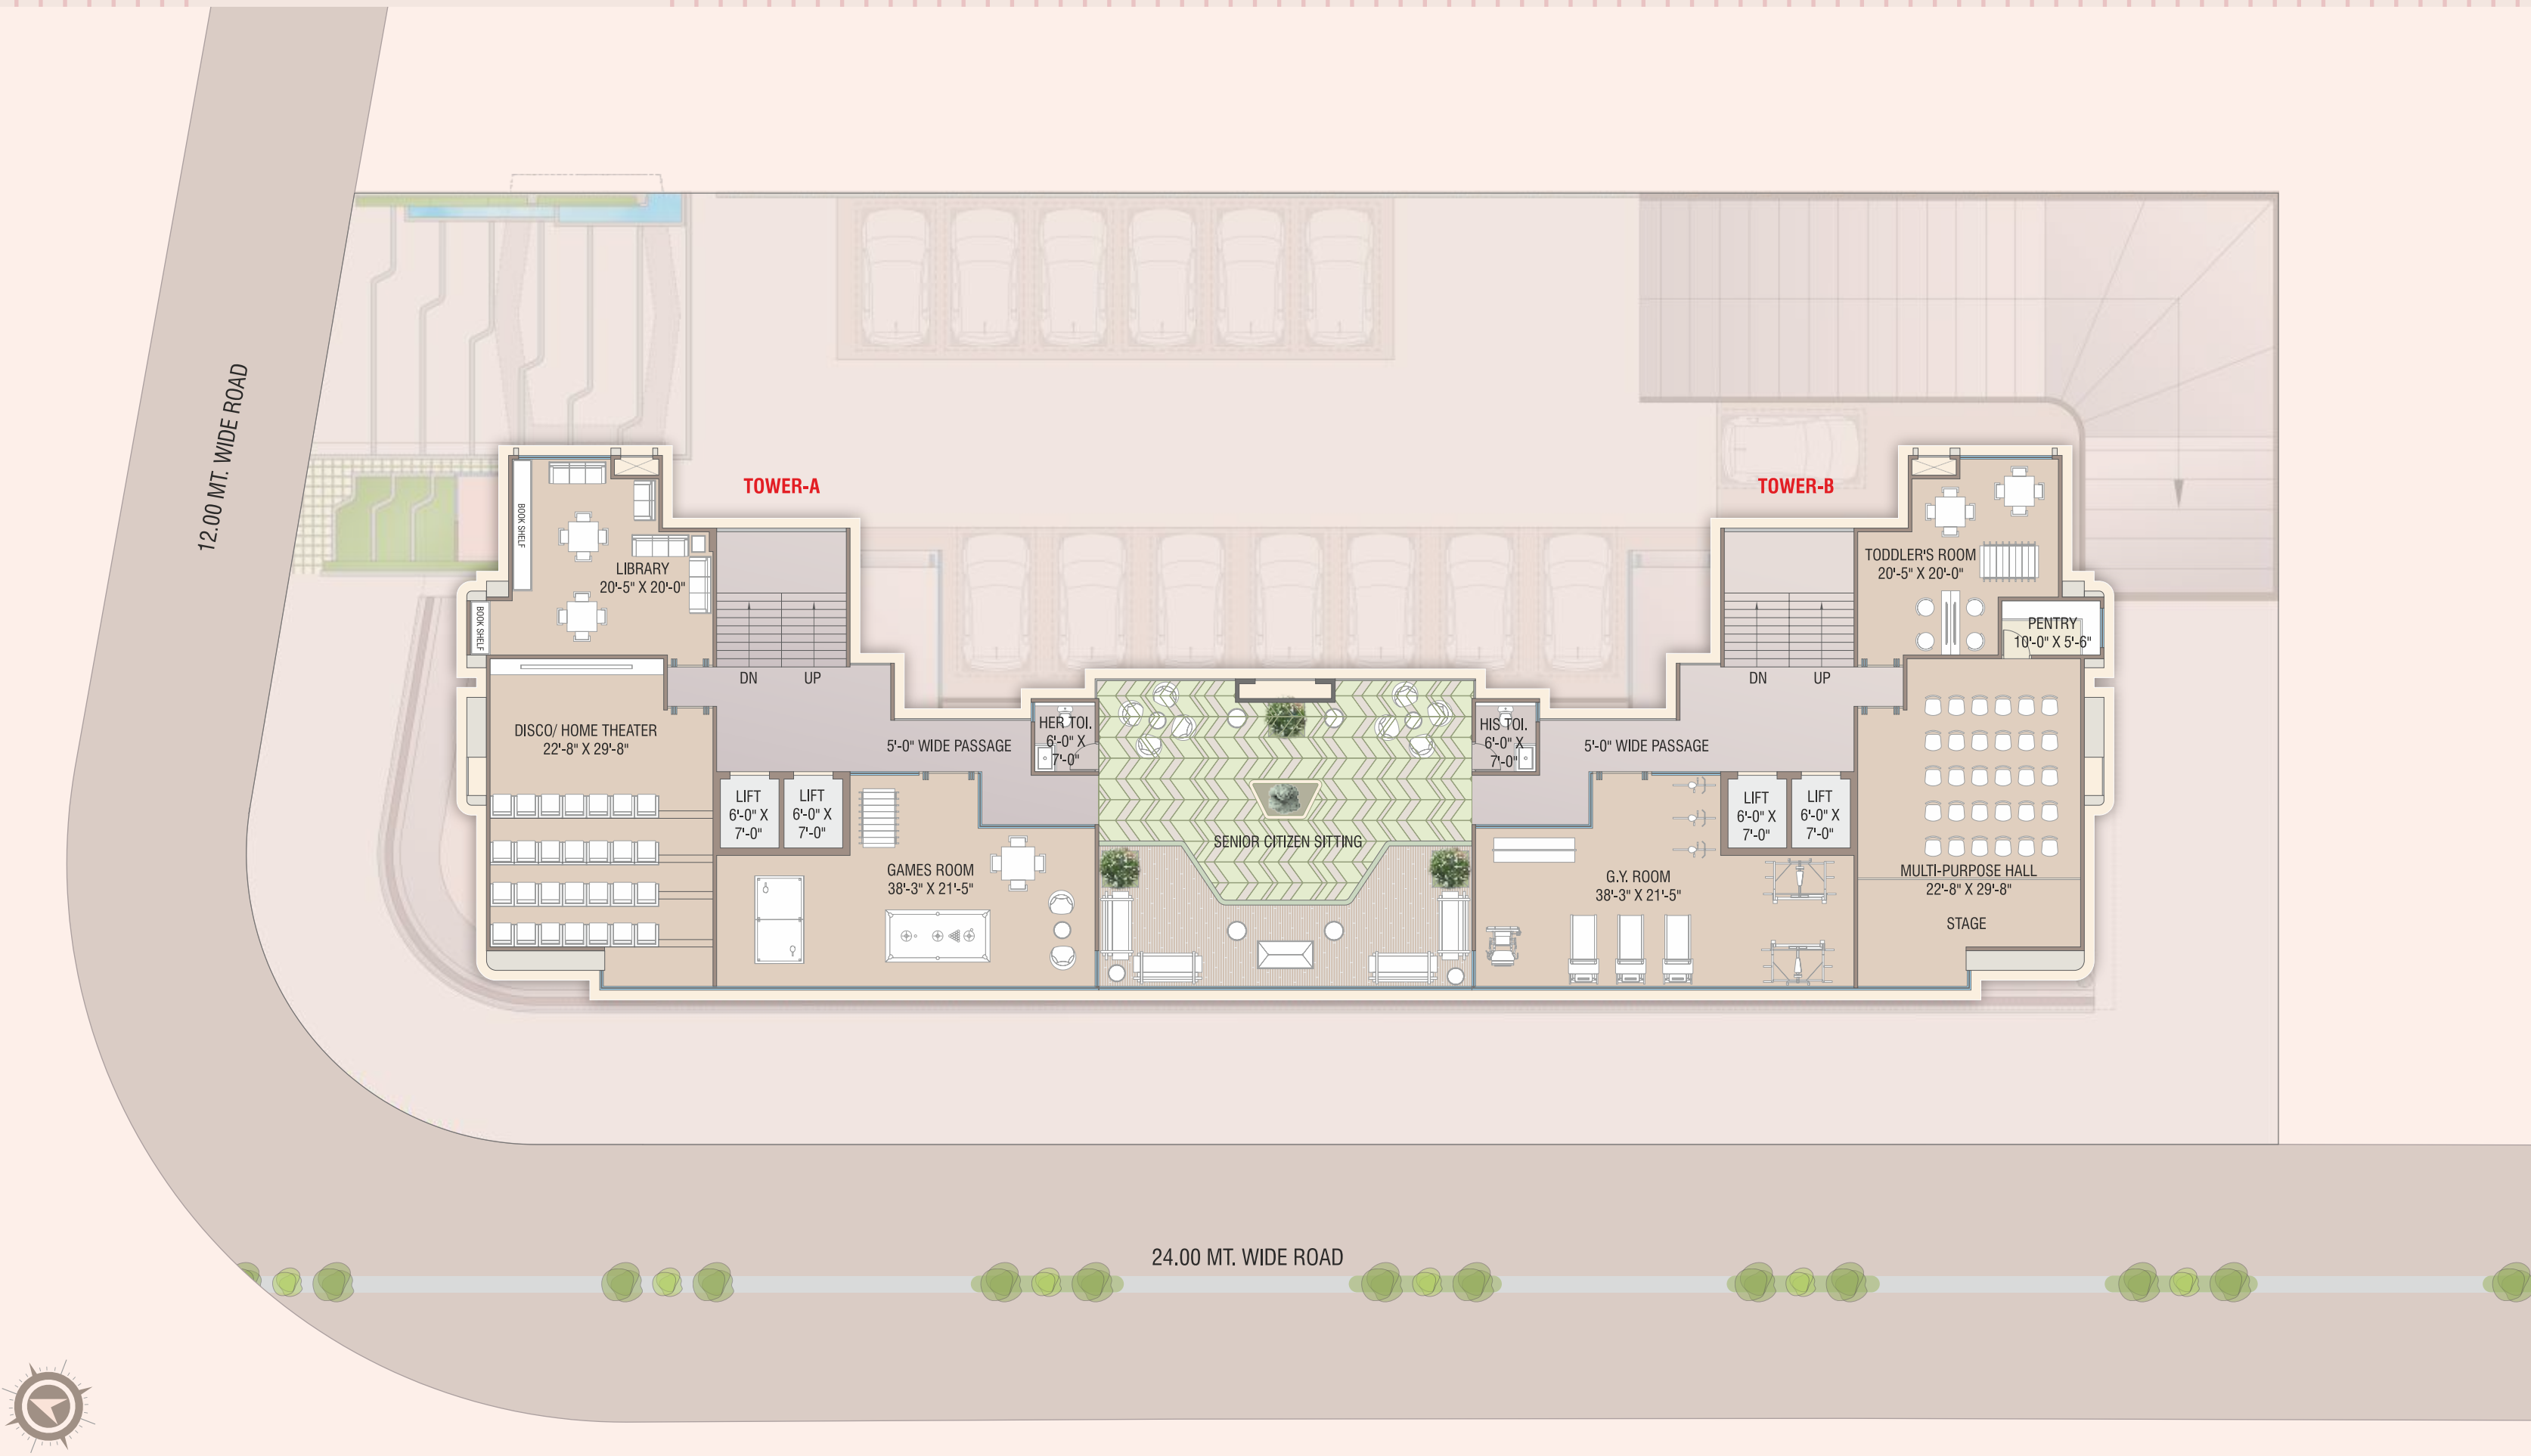 12.00 MT. WIDE ROAD
TOWER-A
TOWER-B
BOOK SHELF
LIBRARY
20'-5" X 20'-0"
BOOK SHELF
TODDLER'S ROOM
20'-5" X 20'-0"
PENTRY
10'-0" X 5'-6"
DN
UP
DN
UP
DISCO/ HOME THEATER
22'-8" X 29'-8"
5'-0" WIDE PASSAGE
HER TOI.
6'-0" X
7'-0"
HIS TOI.
6'-0" X
7'-0"
5'-0" WIDE PASSAGE
LIFT
6'-0" X
7'-0"
LIFT
6'-0" X
7'-0"
LIFT
6'-0" X
7'-0"
LIFT
6'-0" X
7'-0"
SENIOR CITIZEN SITTING
GAMES ROOM
38'-3" X 21'-5"
G.Y. ROOM
38'-3" X 21'-5"
MULTI-PURPOSE HALL
22'-8" X 29'-8"
STAGE
24.00 MT. WIDE ROAD